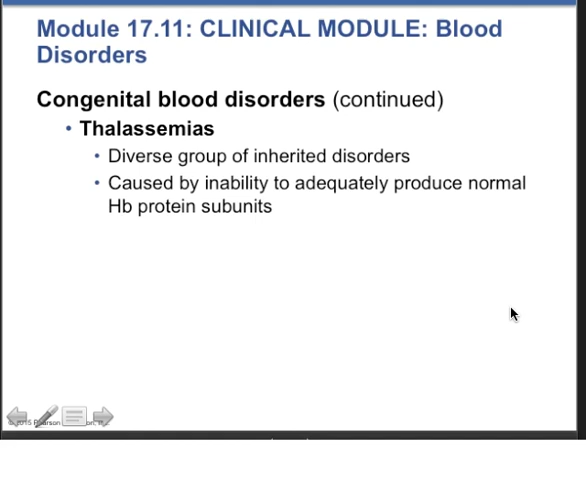 Module 17.11: CLINICAL MODULE: Blood
Disorders
Congenital blood disorders (continued)
• Thalassemias
• Diverse group of inherited disorders
• Caused by inability to adequately produce normal
Hb protein subunits